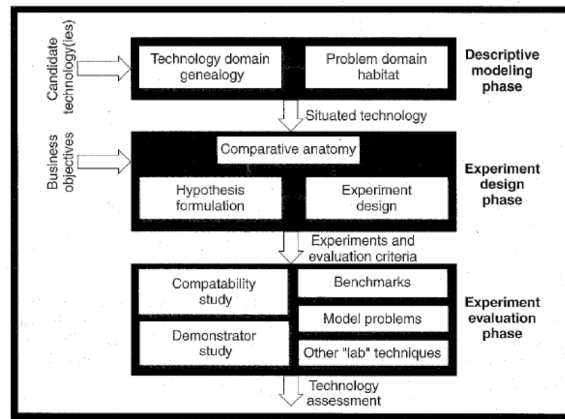 Candidate
technology(ies)
Technology domain
genealogy
Problem domain
habitat
Descriptive
modeling
phase
Situated technology
Business
objectives
Comparative anatomy
Hypothesis
formulation
Experiment
design
Experiment
design
phase
Experiments and
evaluation criteria
Compatability
study
Demonstrator
study
Benchmarks
Model problems
Other "lab" techniques
Experiment
evaluation
phase
Technology
assessment